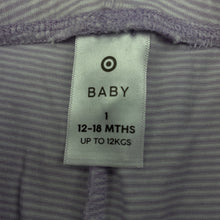 BABY
1
12-18 MTHS
UP TO 12KGS